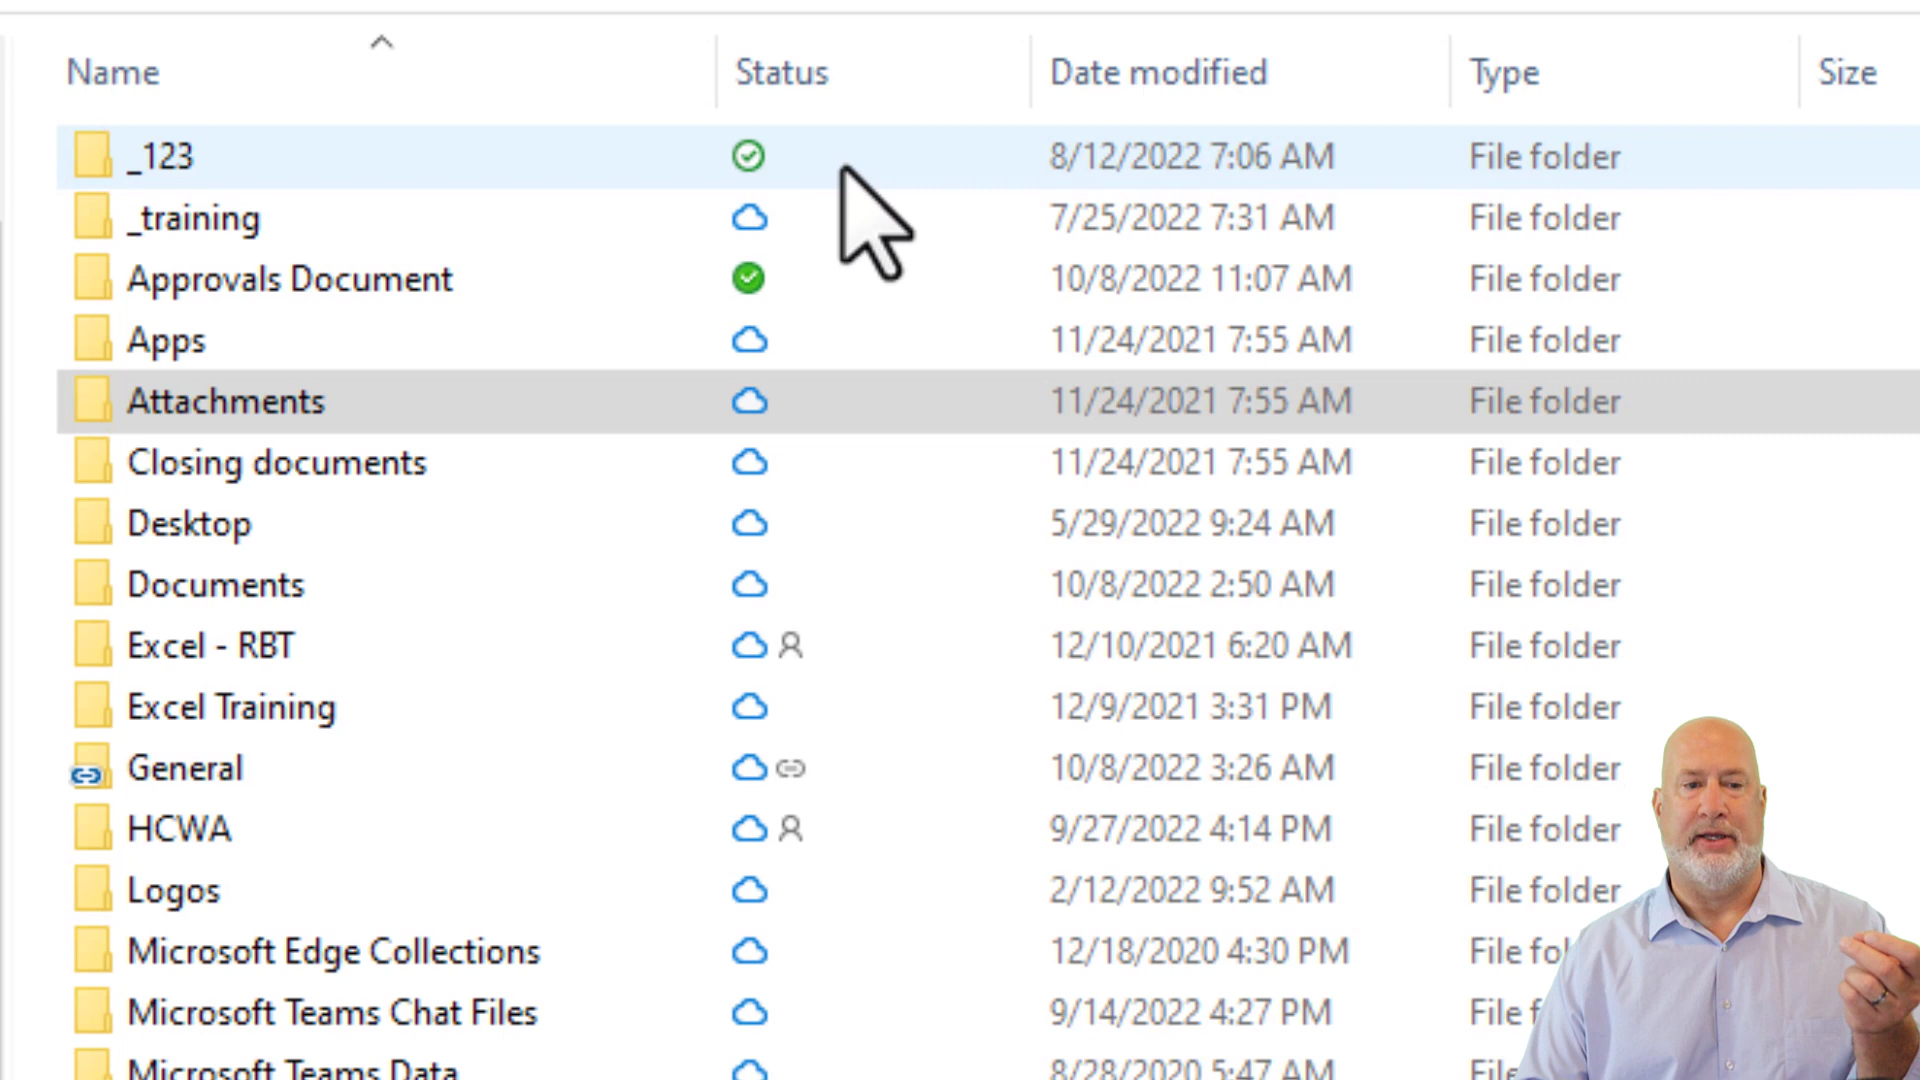 Name Status Date modified Type Size
_123 8/12/2022 7:06 AM File folder
_training 7/25/2022 7:31 AM File folder
Approvals Document 10/8/2022 11:07 AM File folder
Apps 11/24/2021 7:55 AM File folder
Attachments 11/24/2021 7:55 AM File folder
Closing documents 11/24/2021 7:55 AM File folder
Desktop 5/29/2022 9:24 AM File folder
Documents 10/8/2022 2:50 AM File folder
Excel - RBT 12/10/2021 6:20 AM File folder
Excel Training 12/9/2021 3:31 PM File folder
General 10/8/2022 3:26 AM File folder
HCWA 9/27/2022 4:14 PM File folder
Logos 2/12/2022 9:52 AM File folder
Microsoft Edge Collections 12/18/2020 4:30 PM File fol
Microsoft Teams Chat Files 9/14/2022 4:27 PM File f
Microsoft Teams Data 8/28/2020 5:47 AM File